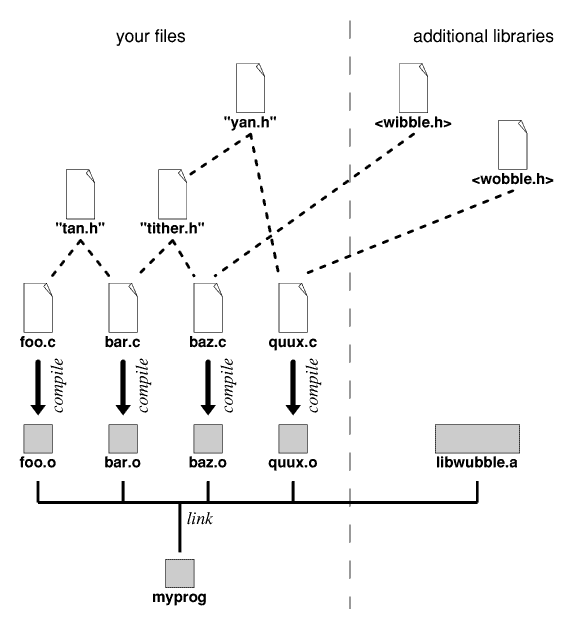 your files
additional libraries
"yan.h"
<wibble.h>
<wobble.h>
"tan.h"
"tither.h"
foo.c
bar.c
baz.c
quux.c
compile
compile
compile
compile
foo.o
bar.o
baz.o
quux.o
libwubble.a
link
myprog